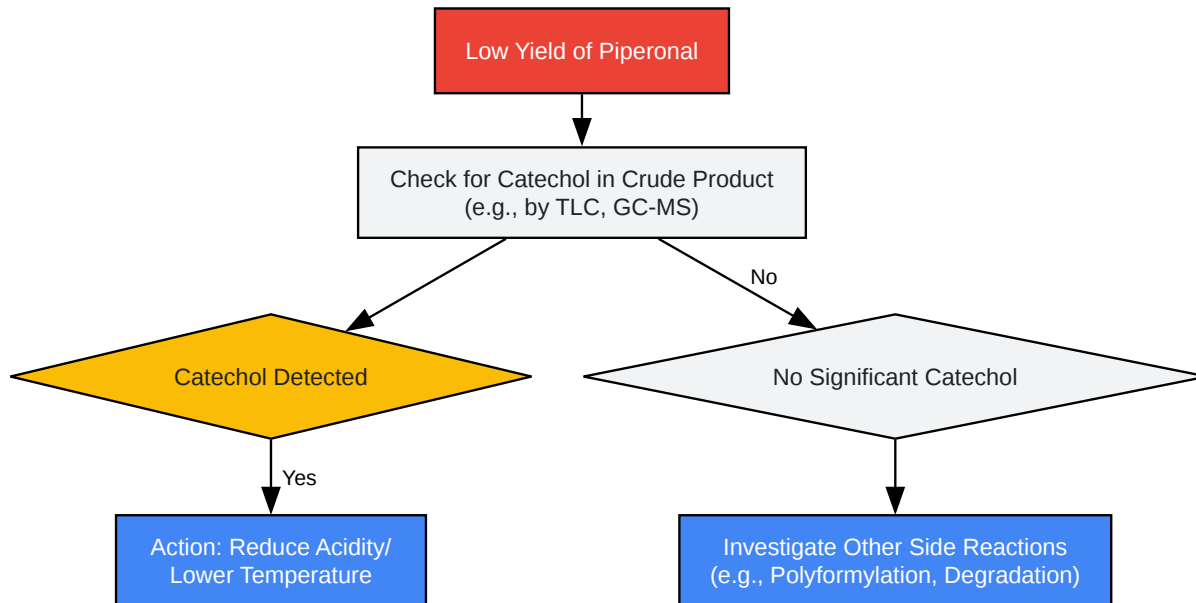 Low Yield of Piperonal
Check for Catechol in Crude Product
(e.g., by TLC, GC-MS)
No
Catechol Detected
No Significant Catechol
Yes
Action: Reduce Acidity/
Lower Temperature
Investigate Other Side Reactions
(e.g., Polyformylation, Degradation)